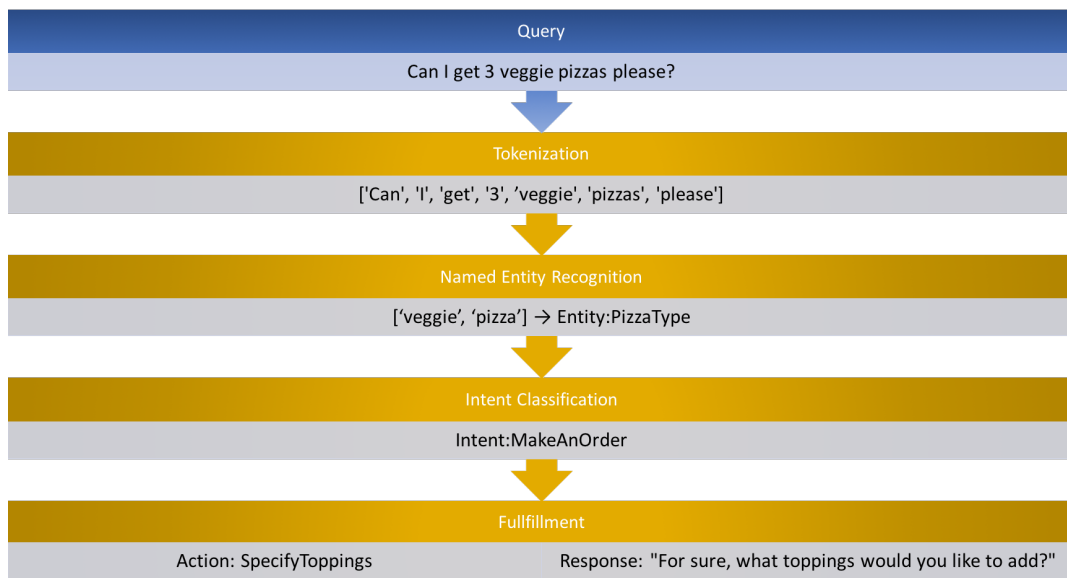 Query
Can I get 3 veggie pizzas please?
Tokenization
['Can', 'I', 'get', '3', ’veggie', 'pizzas', 'please']
Named Entity Recognition
[‘veggie’, ‘pizza’] → Entity:PizzaType
Intent Classification
Intent:MakeAnOrder
Fullfillment
Action: SpecifyToppings
Response: "For sure, what toppings would you like to add?"